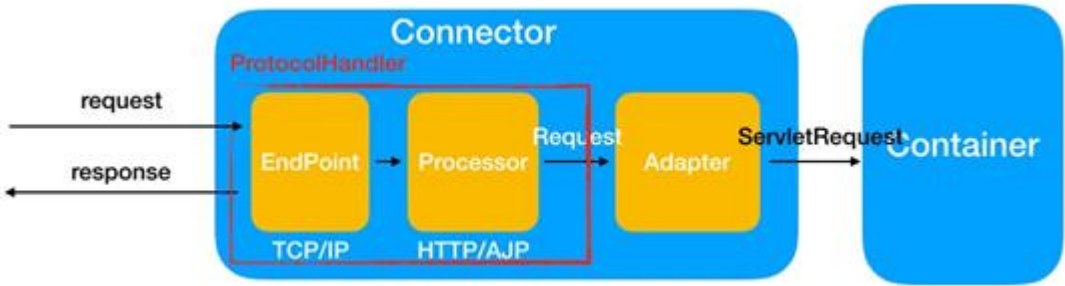 Connector
ProtocolHandler
request
response
EndPoint
Processor
Request
Adapter
ServletRequest
Container
TCP/IP
HTTP/AJP